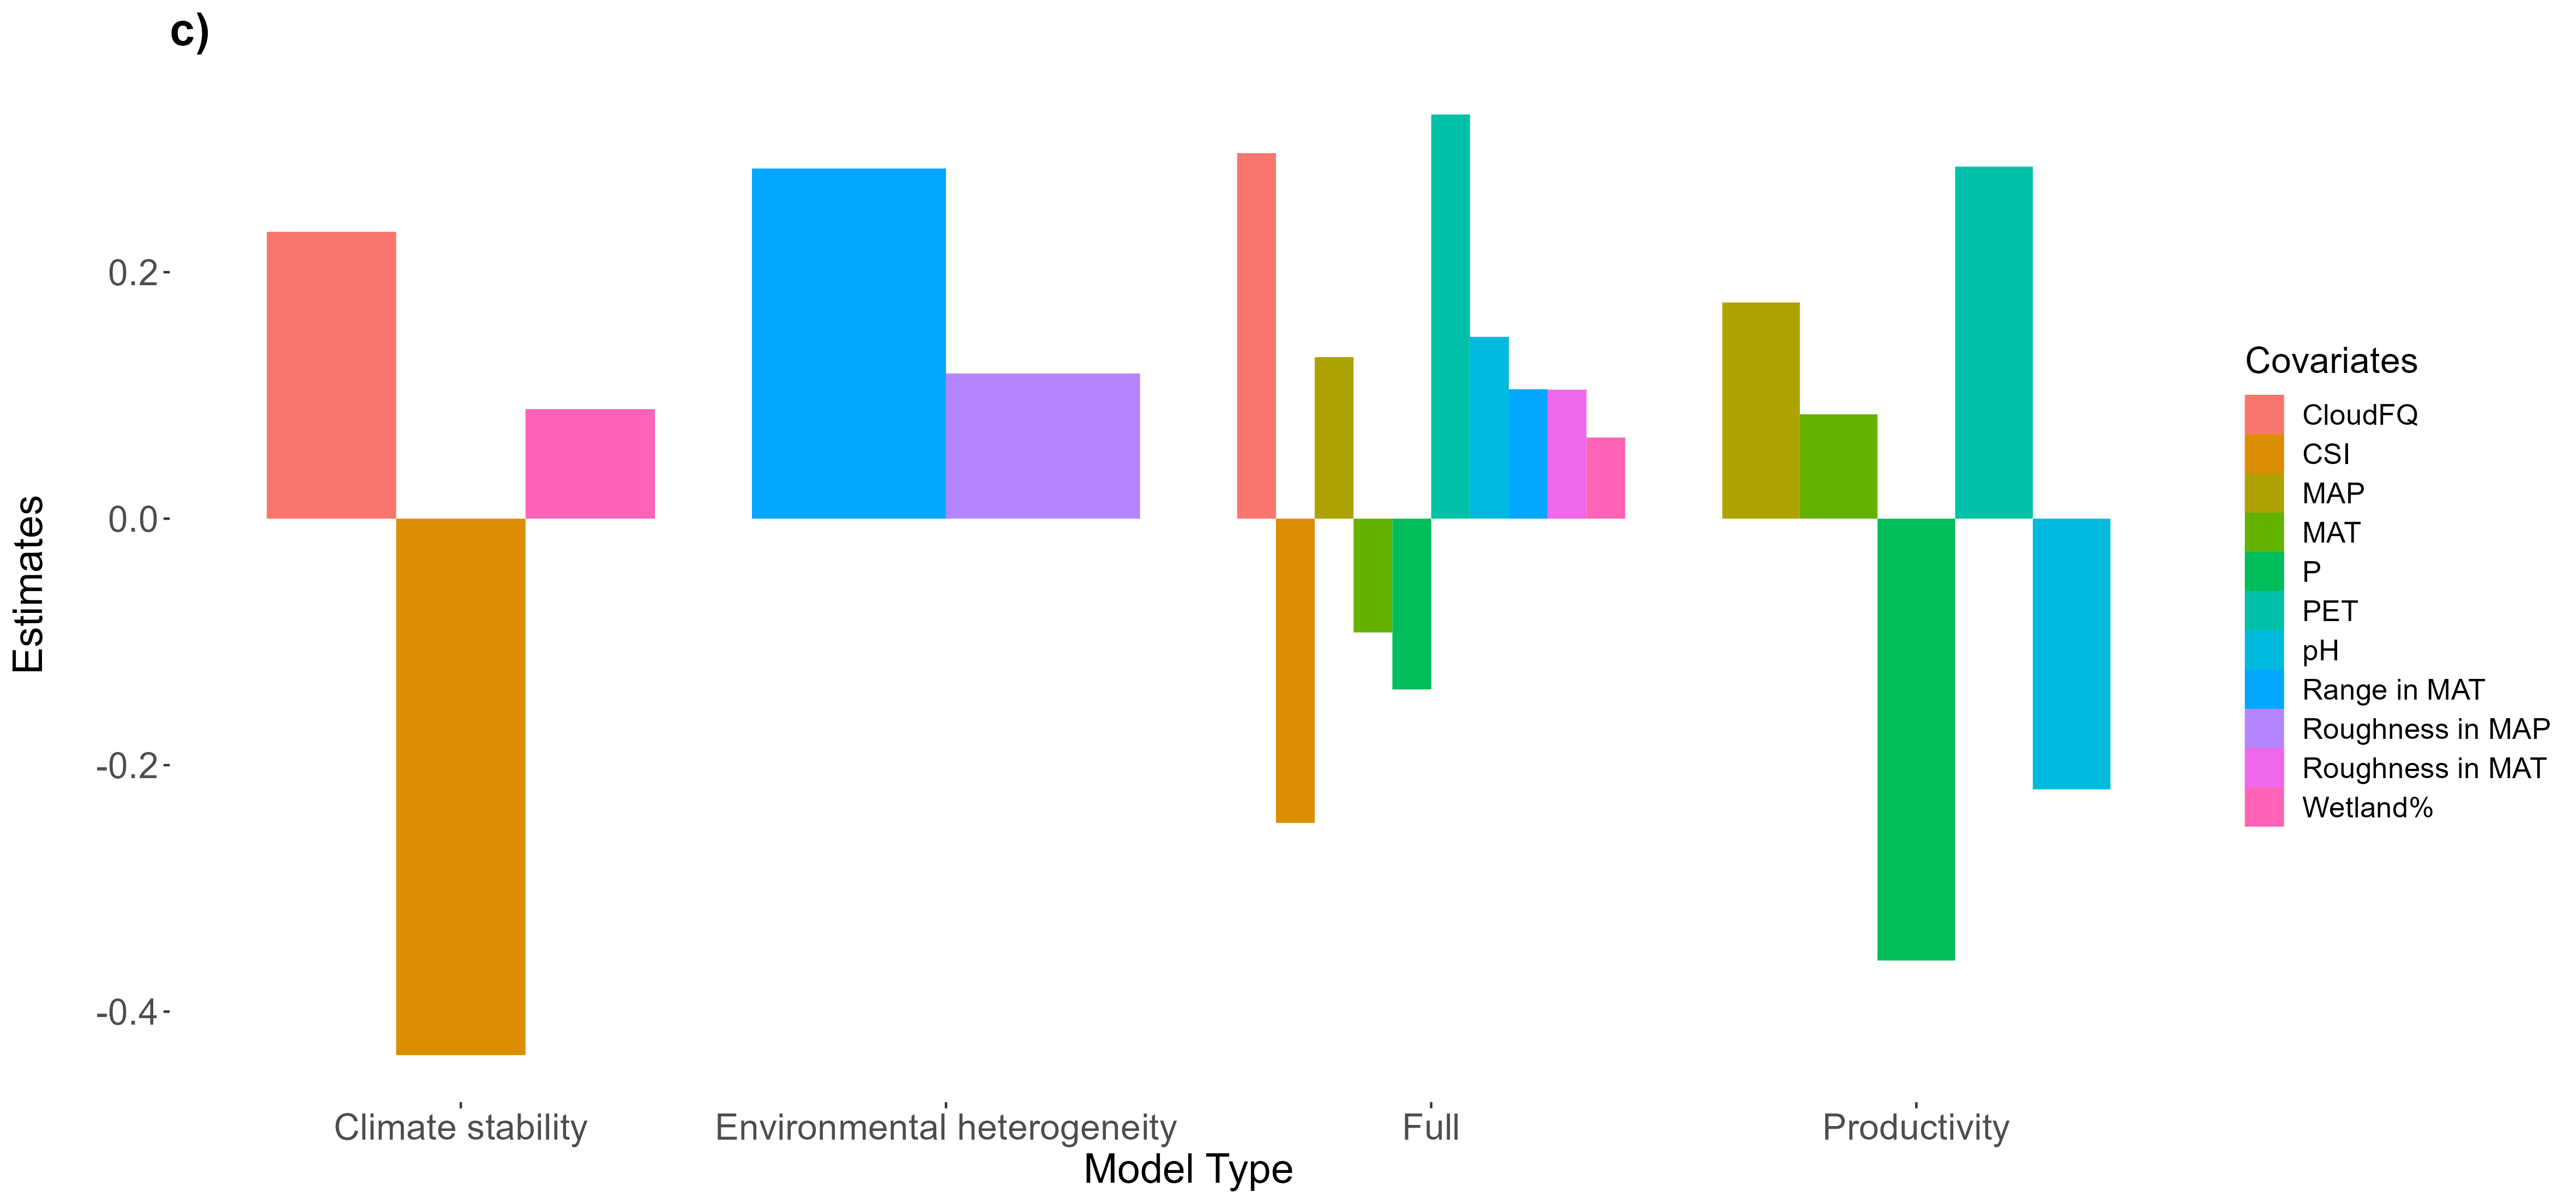 c)
Estimates
0.2
0.0
-0.2
-0.4
Climate stability
Environmental heterogeneity
Full
Productivity
Model Type
Covariates
CloudFQ
CSI
MAP
MAT
P
PET
pH
Range in MAT
Roughness in MAP
Roughness in MAT
Wetland%